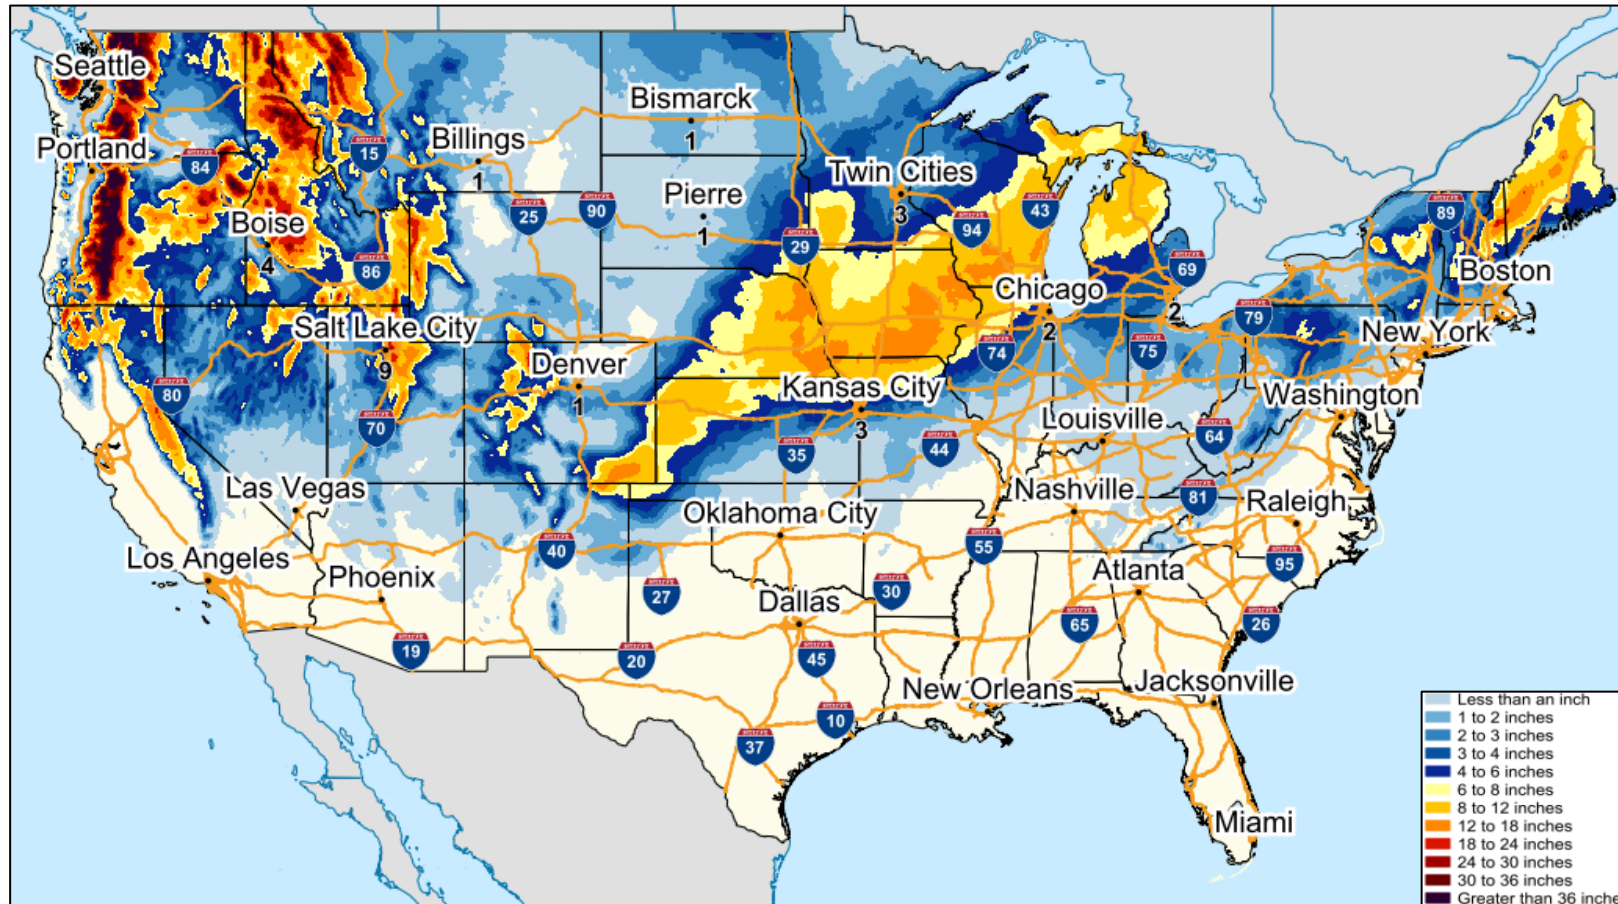 Seattle
Portland
84
15
Billings
1
Bismarck
1
Twin Cities
3
Pierre
1
25
90
29
94
43
69
89
Boston
Boise
4
86
Chicago
2
2
79
New York
Salt Lake City
9
Denver
1
74
75
80
70
Kansas City
3
Washington
Louisville
64
35
44
Las Vegas
Oklahoma City
Nashville
81
Raleigh
Los Angeles
Phoenix
40
55
95
27
30
Atlanta
Dallas
65
26
19
20
45
New Orleans
Jacksonville
10
37
Miami
Less than an inch
1 to 2 inches
2 to 3 inches
3 to 4 inches
4 to 6 inches
6 to 8 inches
8 to 12 inches
12 to 18 inches
18 to 24 inches
24 to 30 inches
30 to 36 inches
Greater than 36 inche